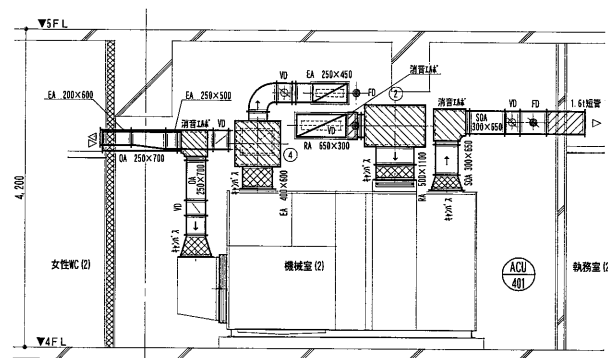 ▼5FL
VD
EA 250×450
消音ｴﾙﾎﾞ
EA 200×600
EA 250×500
FD
②
1.6t短管
消音ｴﾙﾎﾞ
VD
VD
消音ｴﾙﾎﾞ
SOA
300×650
VD
FD
OA 250×700
④
RA 650×300
OA
250×700
VD
ｷｬﾝﾊﾞｽ
ｷｬﾝﾊﾞｽ
EA 400×600
ｷｬﾝﾊﾞｽ
RA
500×1100
SOA 300×650
ｷｬﾝﾊﾞｽ
4,200
女性WC(2)
機械室(2)
ACU
401
執務室(2
▼4FL